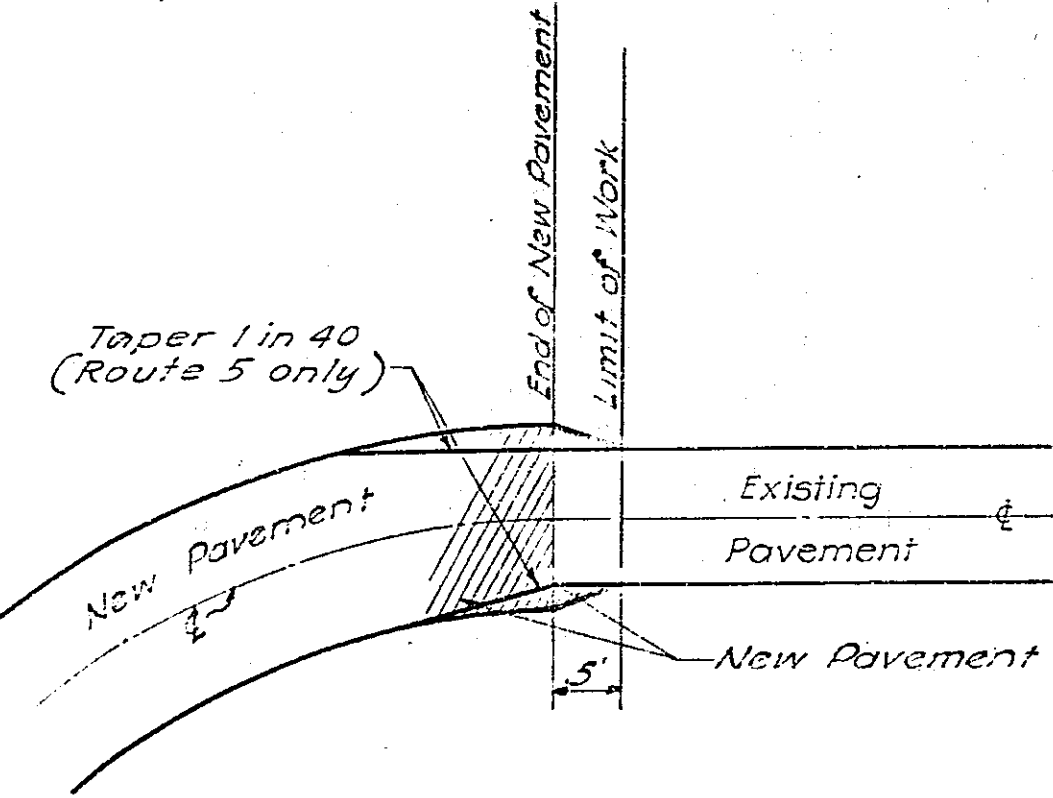 End of New Pavement
Limit of Work
Taper 1 in 40
(Route 5 only)
Existing
℄
Pavement
New Pavement
℄
New Pavement
5'